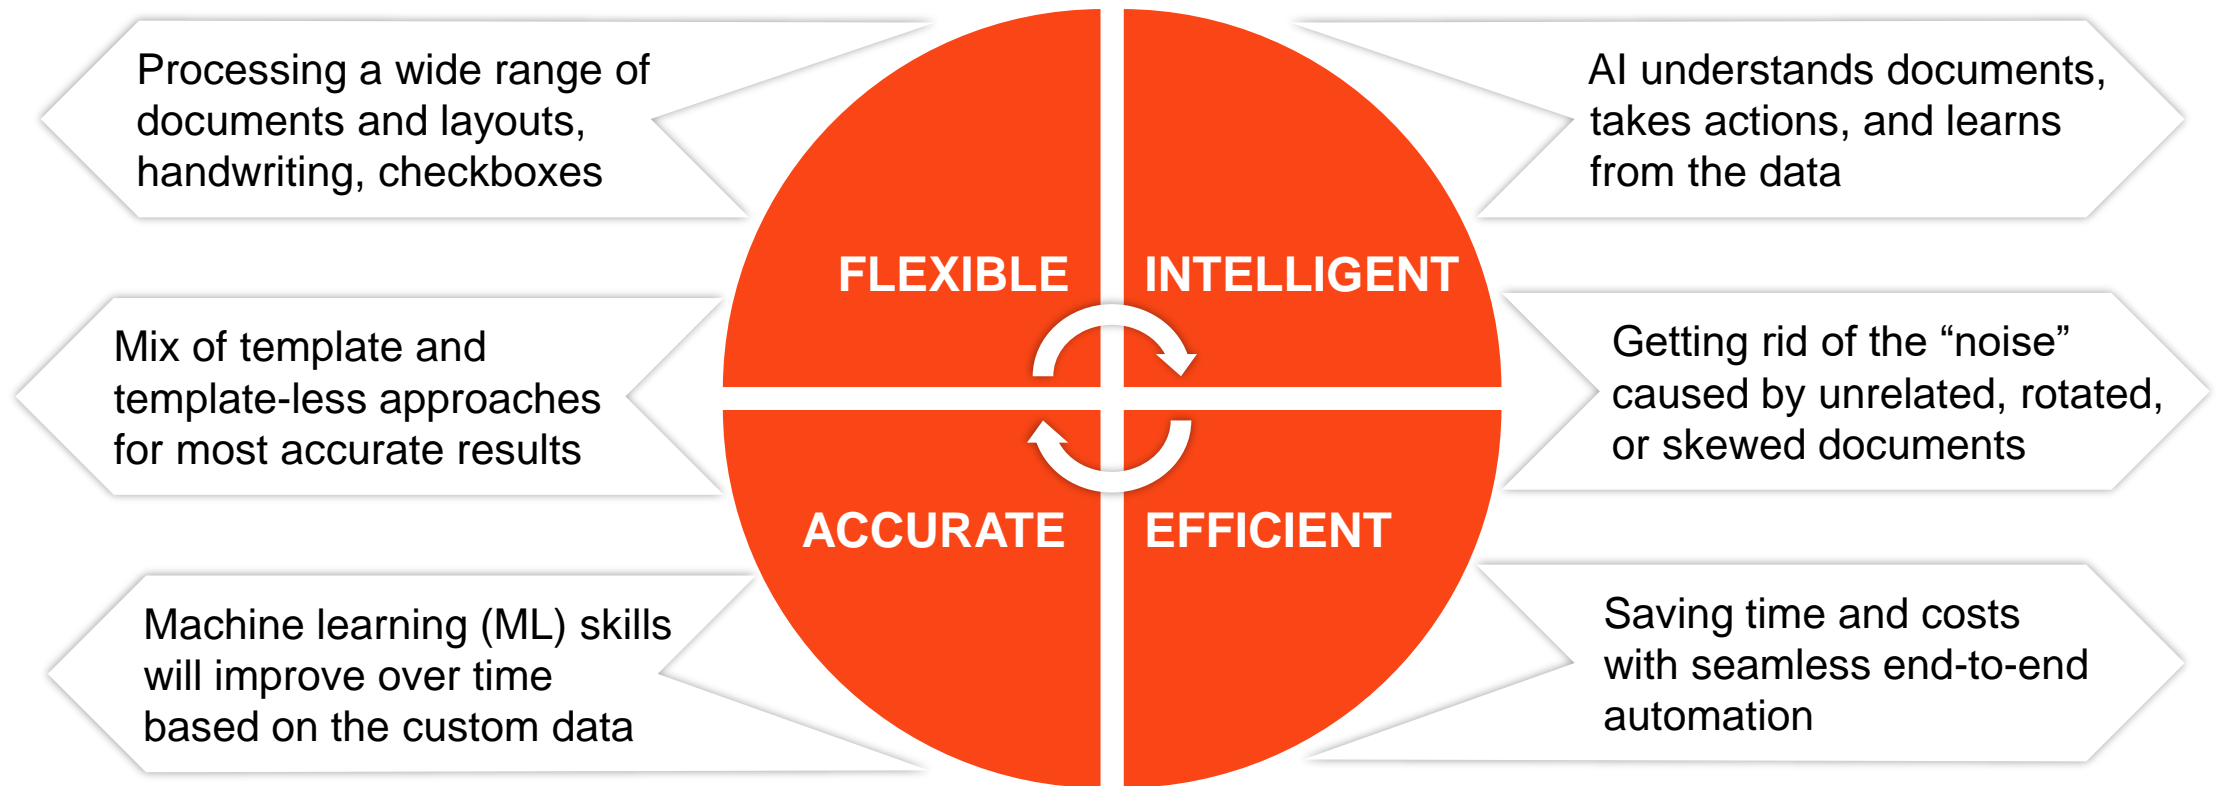 Processing a wide range of
documents and layouts,
handwriting, checkboxes
AI understands documents,
takes actions, and learns
from the data
FLEXIBLE
INTELLIGENT
Mix of template and
template-less approaches
for most accurate results
Getting rid of the “noise”
caused by unrelated, rotated,
or skewed documents
ACCURATE
EFFICIENT
Machine learning (ML) skills
will improve over time
based on the custom data
Saving time and costs
with seamless end-to-end
automation